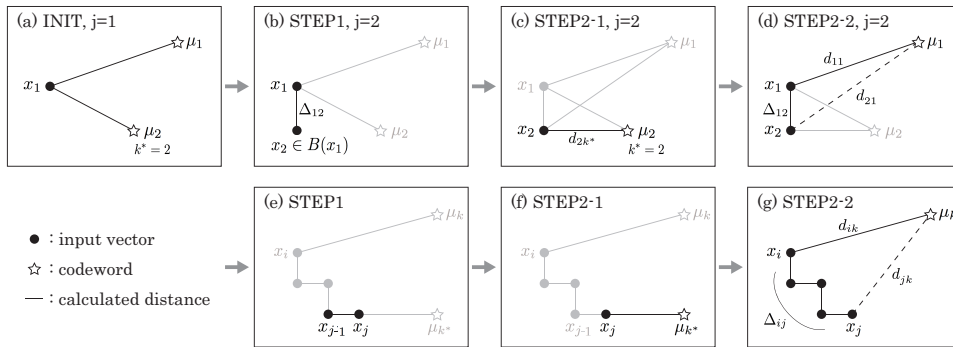 (a) INIT, j=1
μ1
x1
μ2
k* = 2
(b) STEP1, j=2
μ1
x1
Δ12
μ2
x2 ∈ B(x1)
(c) STEP2-1, j=2
μ1
x1
x2
μ2
d2k*
k* = 2
(d) STEP2-2, j=2
μ1
d11
x1
Δ12
d21
x2
μ2
: input vector
: codeword
: calculated distance
(e) STEP1
μk
xi
xj-1 xj
μk*
(f) STEP2-1
μk
xi
xj-1 xj
μk*
(g) STEP2-2
dik
xi
djk
Δij
xj